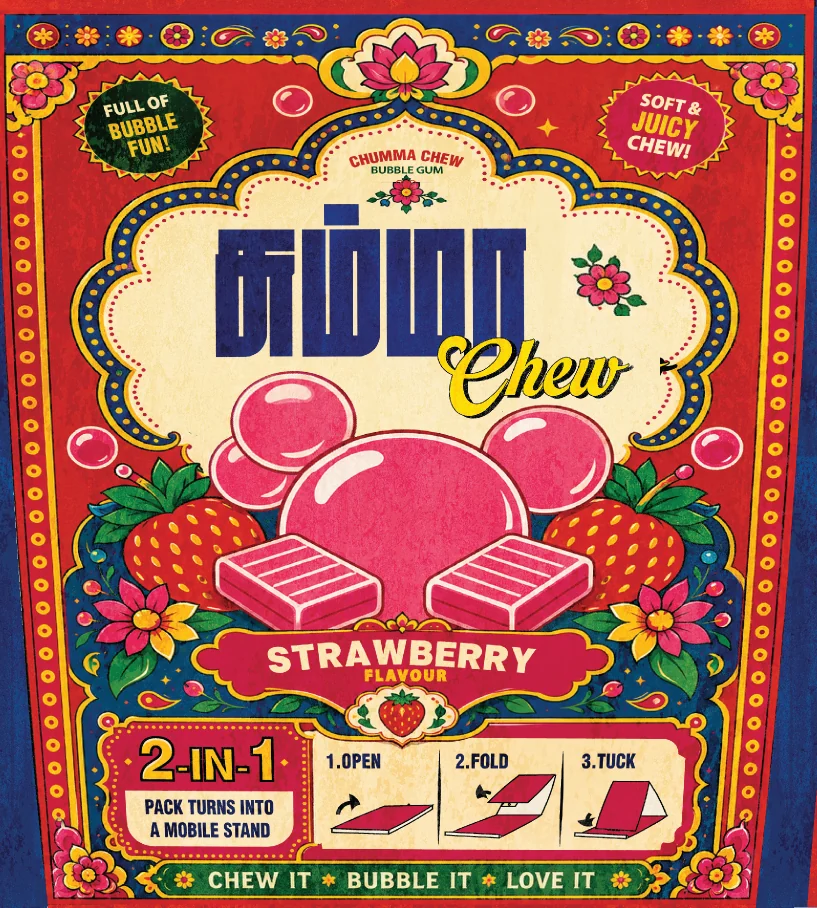 FULL OF
BUBBLE
FUN!
SOFT &
JUICY
CHEW!
CHUMMA CHEW
BUBBLE GUM
சும்மா
Chew
STRAWBERRY
FLAVOUR
2-IN-1
PACK TURNS INTO
A MOBILE STAND
1.OPEN
2.FOLD
3.TUCK
CHEW IT BUBBLE IT LOVE IT